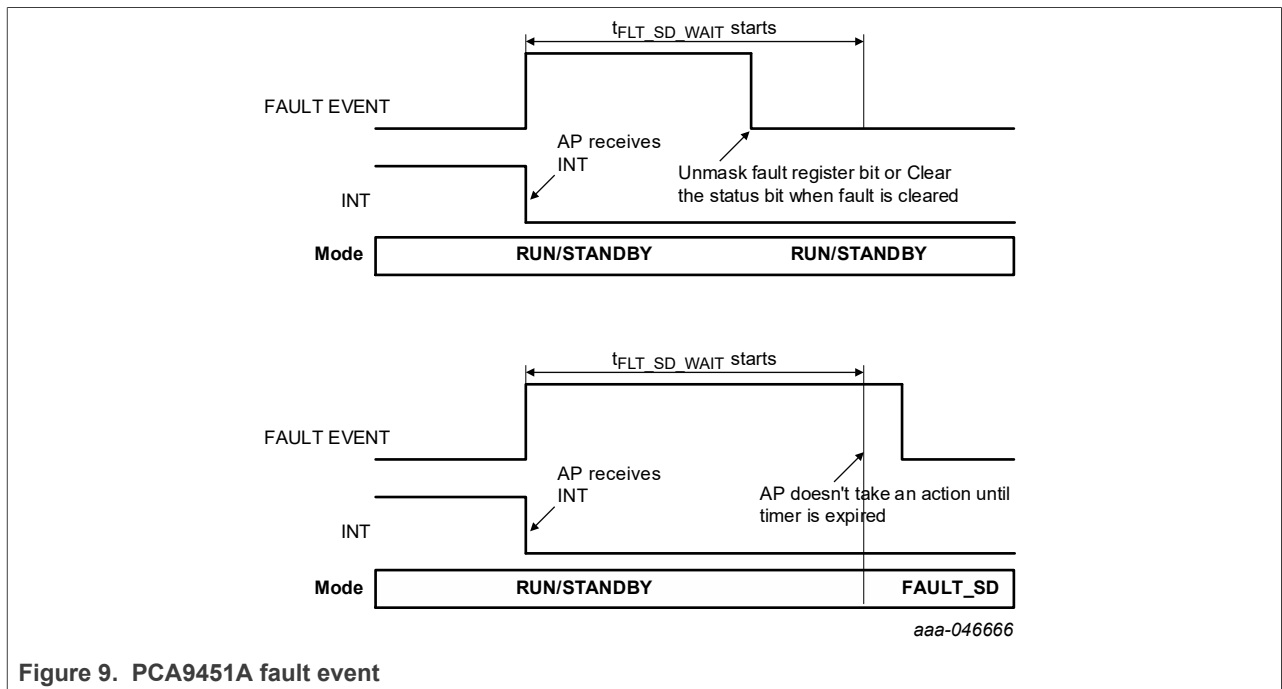 tFLT_SD_WAIT starts
FAULT EVENT
AP receives
INT
Unmask fault register bit or Clear
the status bit when fault is cleared
INT
Mode RUN/STANDBY RUN/STANDBY
tFLT_SD_WAIT starts
FAULT EVENT
AP receives
INT
AP doesn't take an action until
timer is expired
INT
Mode RUN/STANDBY FAULT_SD
aaa-046666
Figure 9. PCA9451A fault event